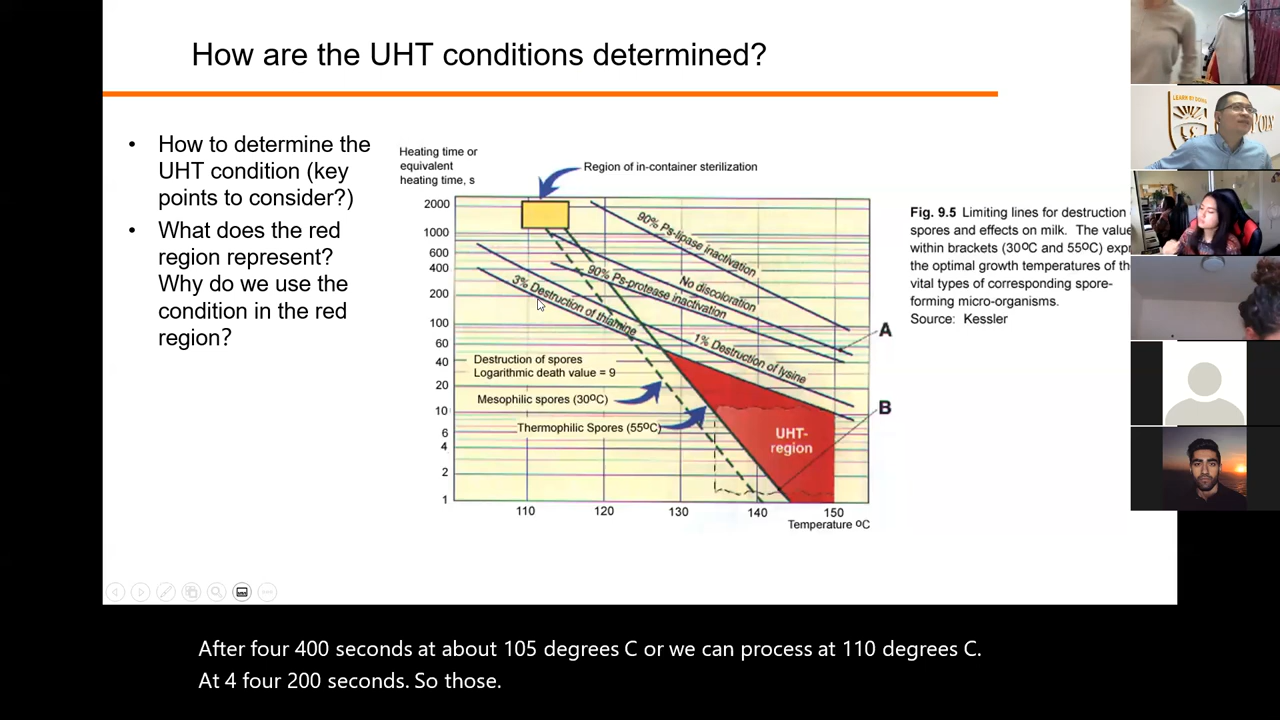 How are the UHT conditions determined?
• How to determine the
UHT condition (key
points to consider?)
• What does the red
region represent?
Why do we use the
condition in the red
region?
Heating time or
equivalent
heating time, s
Region of in-container sterilization
2000
1000
600
400
200
100
60
40
20
10
6
4
2
1
90% Ps-lipase inactivation
No discoloration
90% Ps-protease inactivation
3% Destruction of thiamine
1% Destruction of lysine
Destruction of spores
Logarithmic death value = 9
Mesophilic spores (30ºC)
Thermophilic Spores (55ºC)
UHT-
region
A
B
110 120 130 140 150
Temperature ºC
Fig. 9.5 Limiting lines for destruction
spores and effects on milk. The value
within brackets (30ºC and 55ºC) expr
the optimal growth temperatures of th
vital types of corresponding spore-
forming micro-organisms.
Source: Kessler
LEARN BY DOING
After four 400 seconds at about 105 degrees C or we can process at 110 degrees C.
At 4 four 200 seconds. So those.